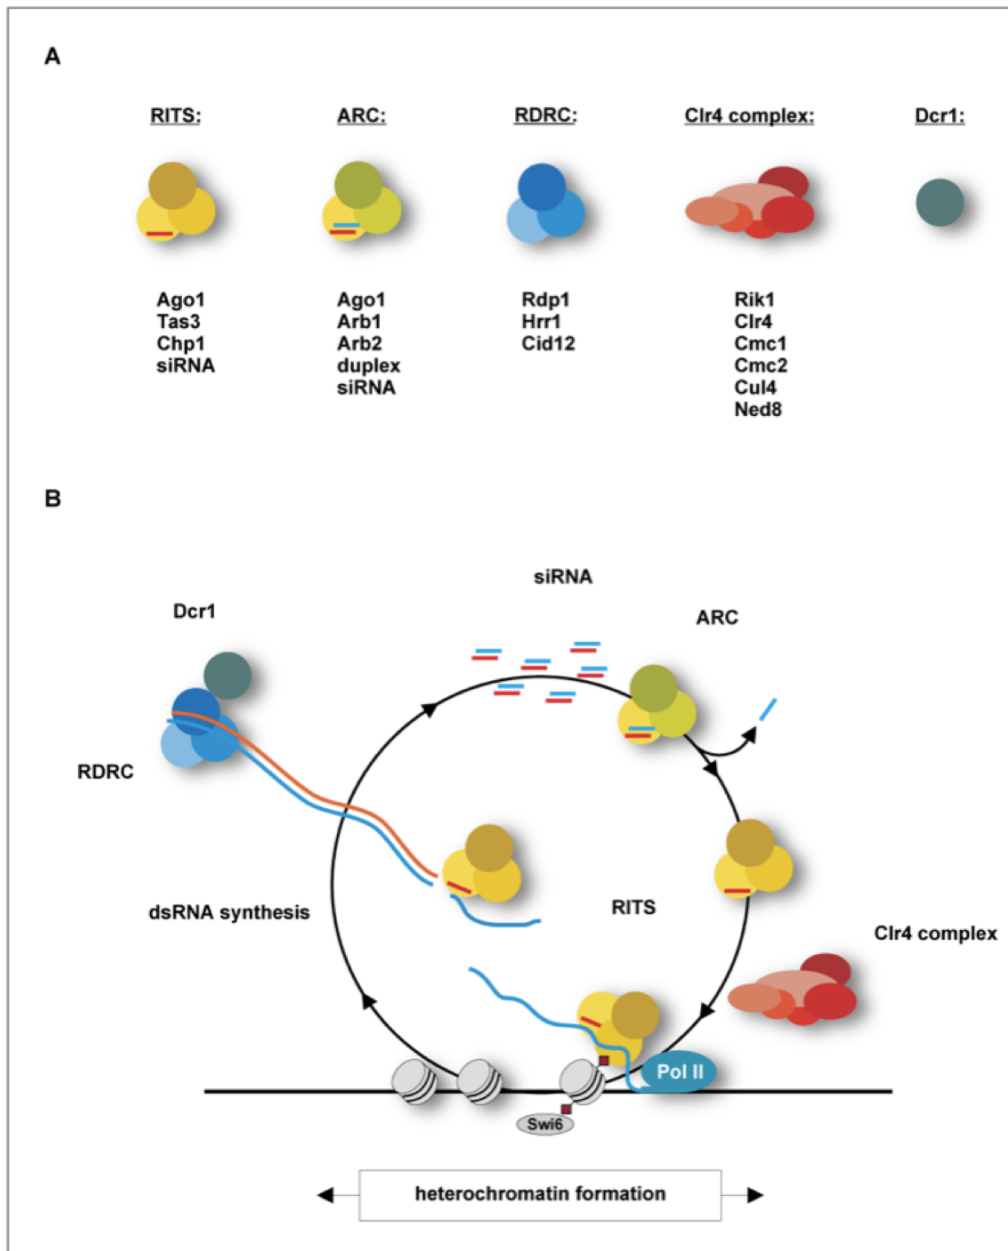 A
RITS:
ARC:
RDRC:
Clr4 complex:
Dcr1:
Ago1
Tas3
Chp1
siRNA
Ago1
Arb1
Arb2
duplex
siRNA
Rdp1
Hrr1
Cid12
Rik1
Clr4
Cmc1
Cmc2
Cul4
Ned8
B
siRNA
Dcr1
ARC
RDRC
dsRNA synthesis
RITS
Clr4 complex
Pol II
Swi6
heterochromatin formation